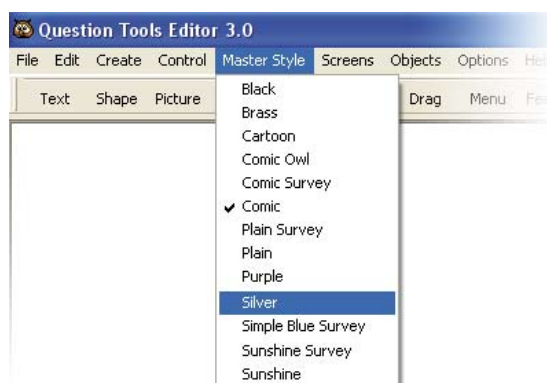 Question Tools Editor 3.0
File Edit Create Control Master Style Screens Objects Options
Text Shape Picture Drag Menu
Black
Brass
Cartoon
Comic Owl
Comic Survey
✔ Comic
Plain Survey
Plain
Purple
Silver
Simple Blue Survey
Sunshine Survey
Sunshine